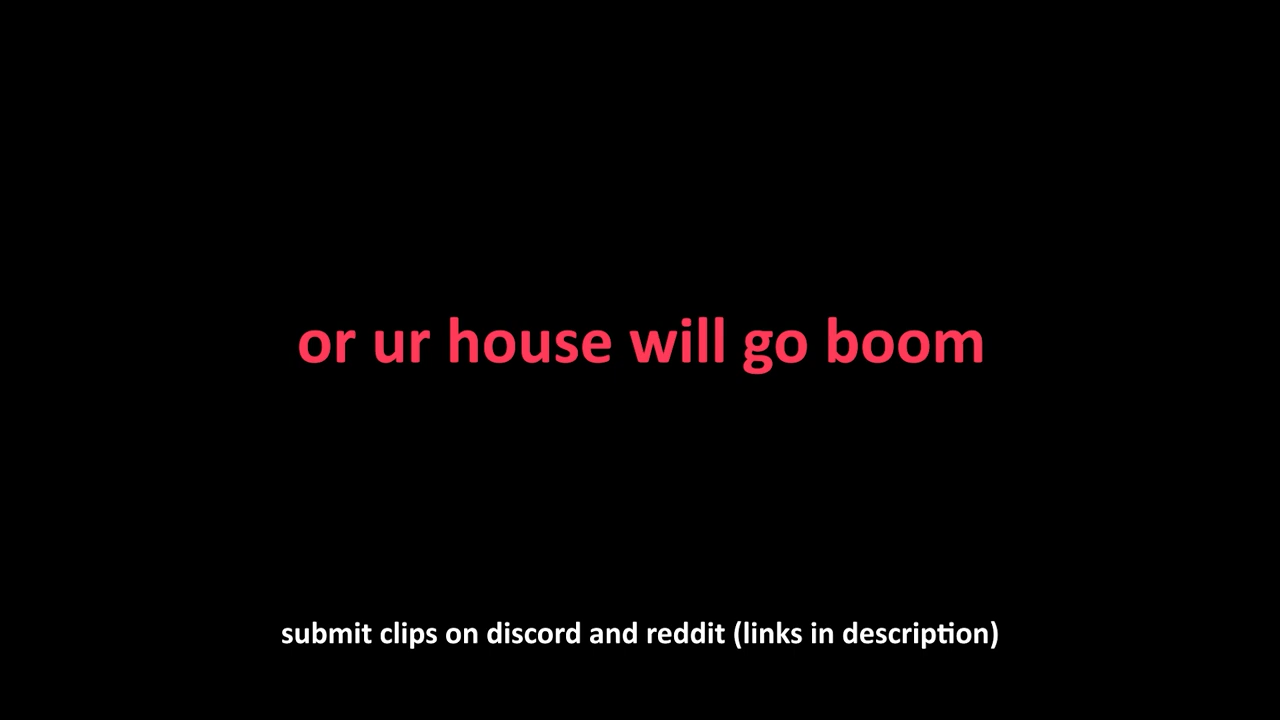 or ur house will go boom
submit clips on discord and reddit (links in description)